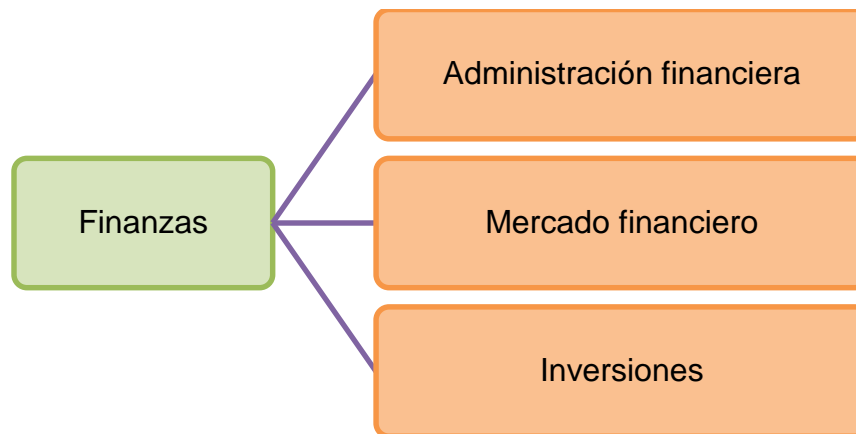 Administración financiera
Finanzas
Mercado financiero
Inversiones